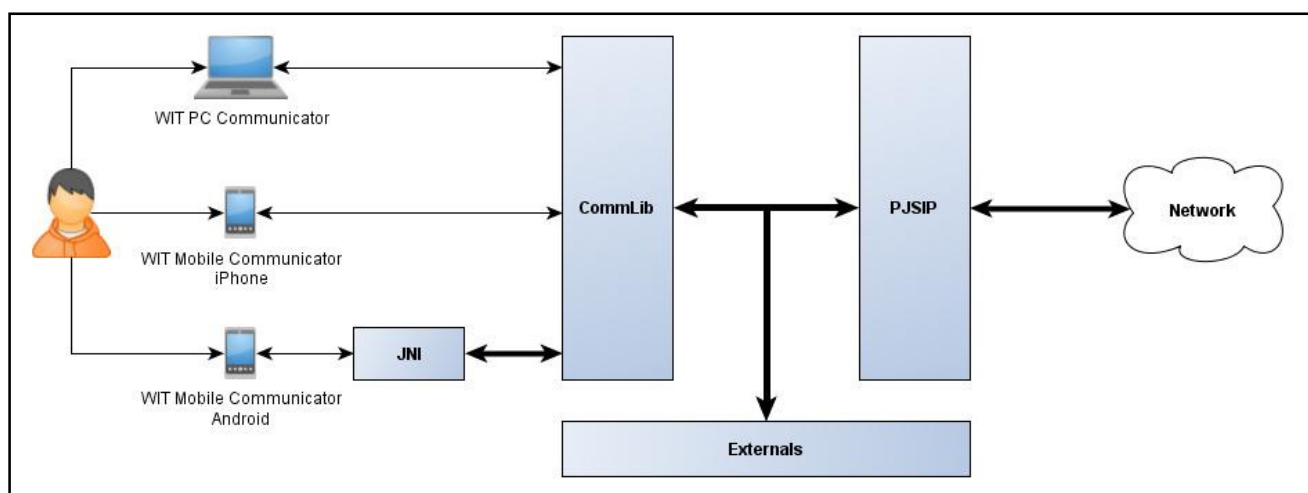 WIT PC Communicator
CommLib
PJSIP
Network
WIT Mobile Communicator
iPhone
JNI
WIT Mobile Communicator
Android
Externals